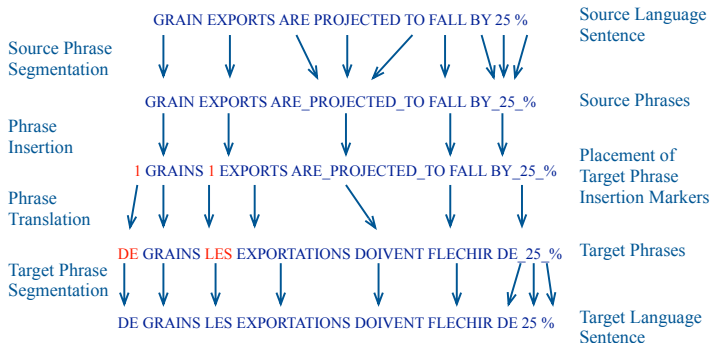 GRAIN EXPORTS ARE PROJECTED TO FALL BY 25 %
Source Language
Sentence
Source Phrase
Segmentation
GRAIN EXPORTS ARE_PROJECTED_TO FALL BY_25_%
Source Phrases
Phrase
Insertion
1 GRAINS 1 EXPORTS ARE_PROJECTED_TO FALL BY_25_%
Placement of
Target Phrase
Insertion Markers
Phrase
Translation
DE GRAINS LES EXPORTATIONS DOIVENT FLECHIR DE_25_%
Target Phrases
Target Phrase
Segmentation
DE GRAINS LES EXPORTATIONS DOIVENT FLECHIR DE 25 %
Target Language
Sentence